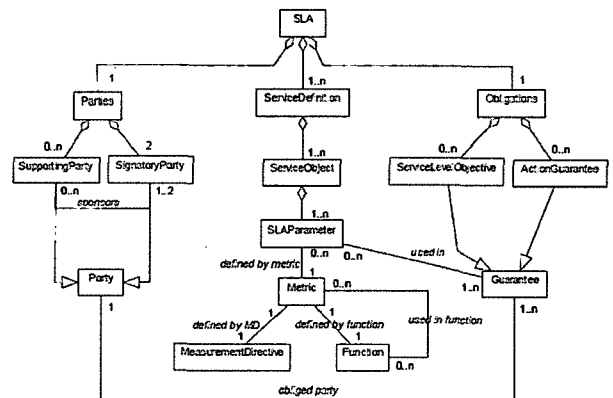 SLA
1
1..n
1
Parties
ServiceDefinition
Obligations
0..n
2
1..n
0..n
0..n
SupportingParty
SignatoryParty
ServiceObject
ServiceLevelObjective
ActionGuarantee
0..n
sponsors
1..2
1..n
SLAParameter
0..n
0..n
used in
defined by metric
Party
1
Metric
0..n
1..n
Guarantee
1
1
1
1..n
defined by MD
defined by function
used in function
1
1
MeasurementDirective
Function
0..n
obliged party